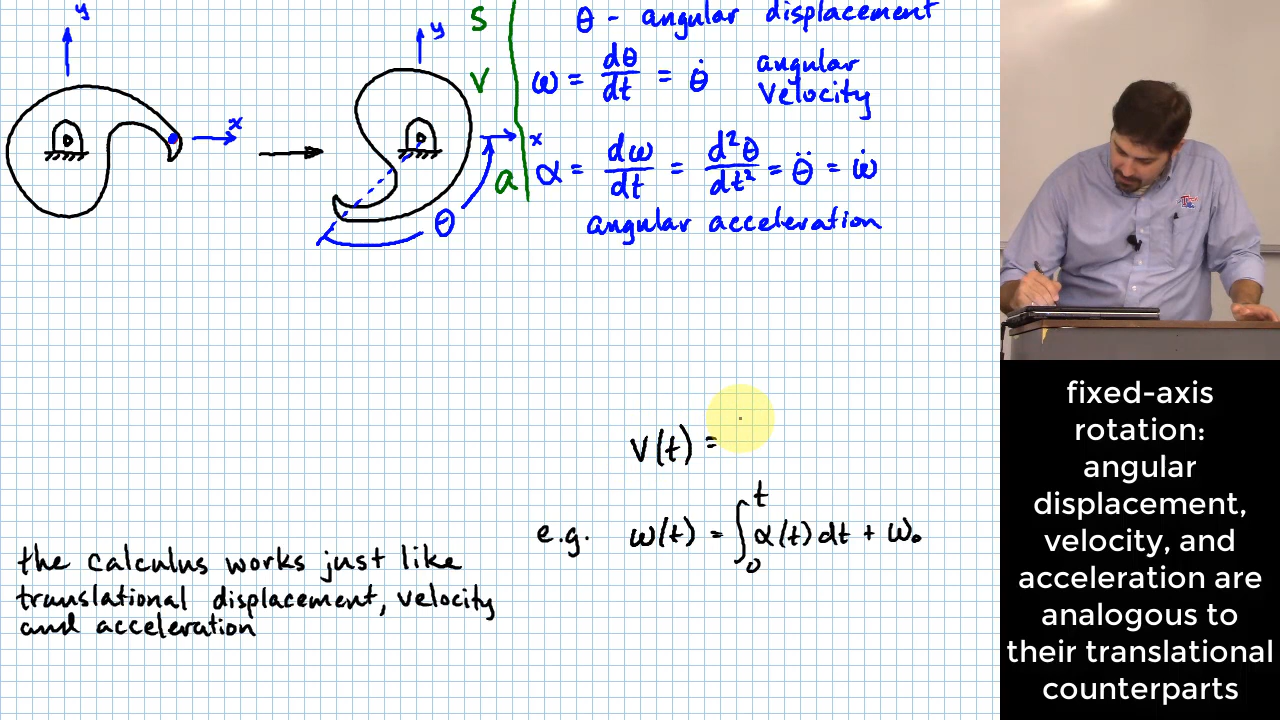 y
x
y
x
θ
S
V
a
θ - angular displacement
ω = dθ/dt = θ̇ angular velocity
α = dω/dt = d²θ/dt² = θ̈ = ω̇
angular acceleration
v(t) =
e.g. ω(t) = ∫₀ᵗ α(t) dt + ω₀
the calculus works just like
translational displacement, velocity
and acceleration
fixed-axis
rotation:
angular
displacement,
velocity, and
acceleration are
analogous to
their translational
counterparts